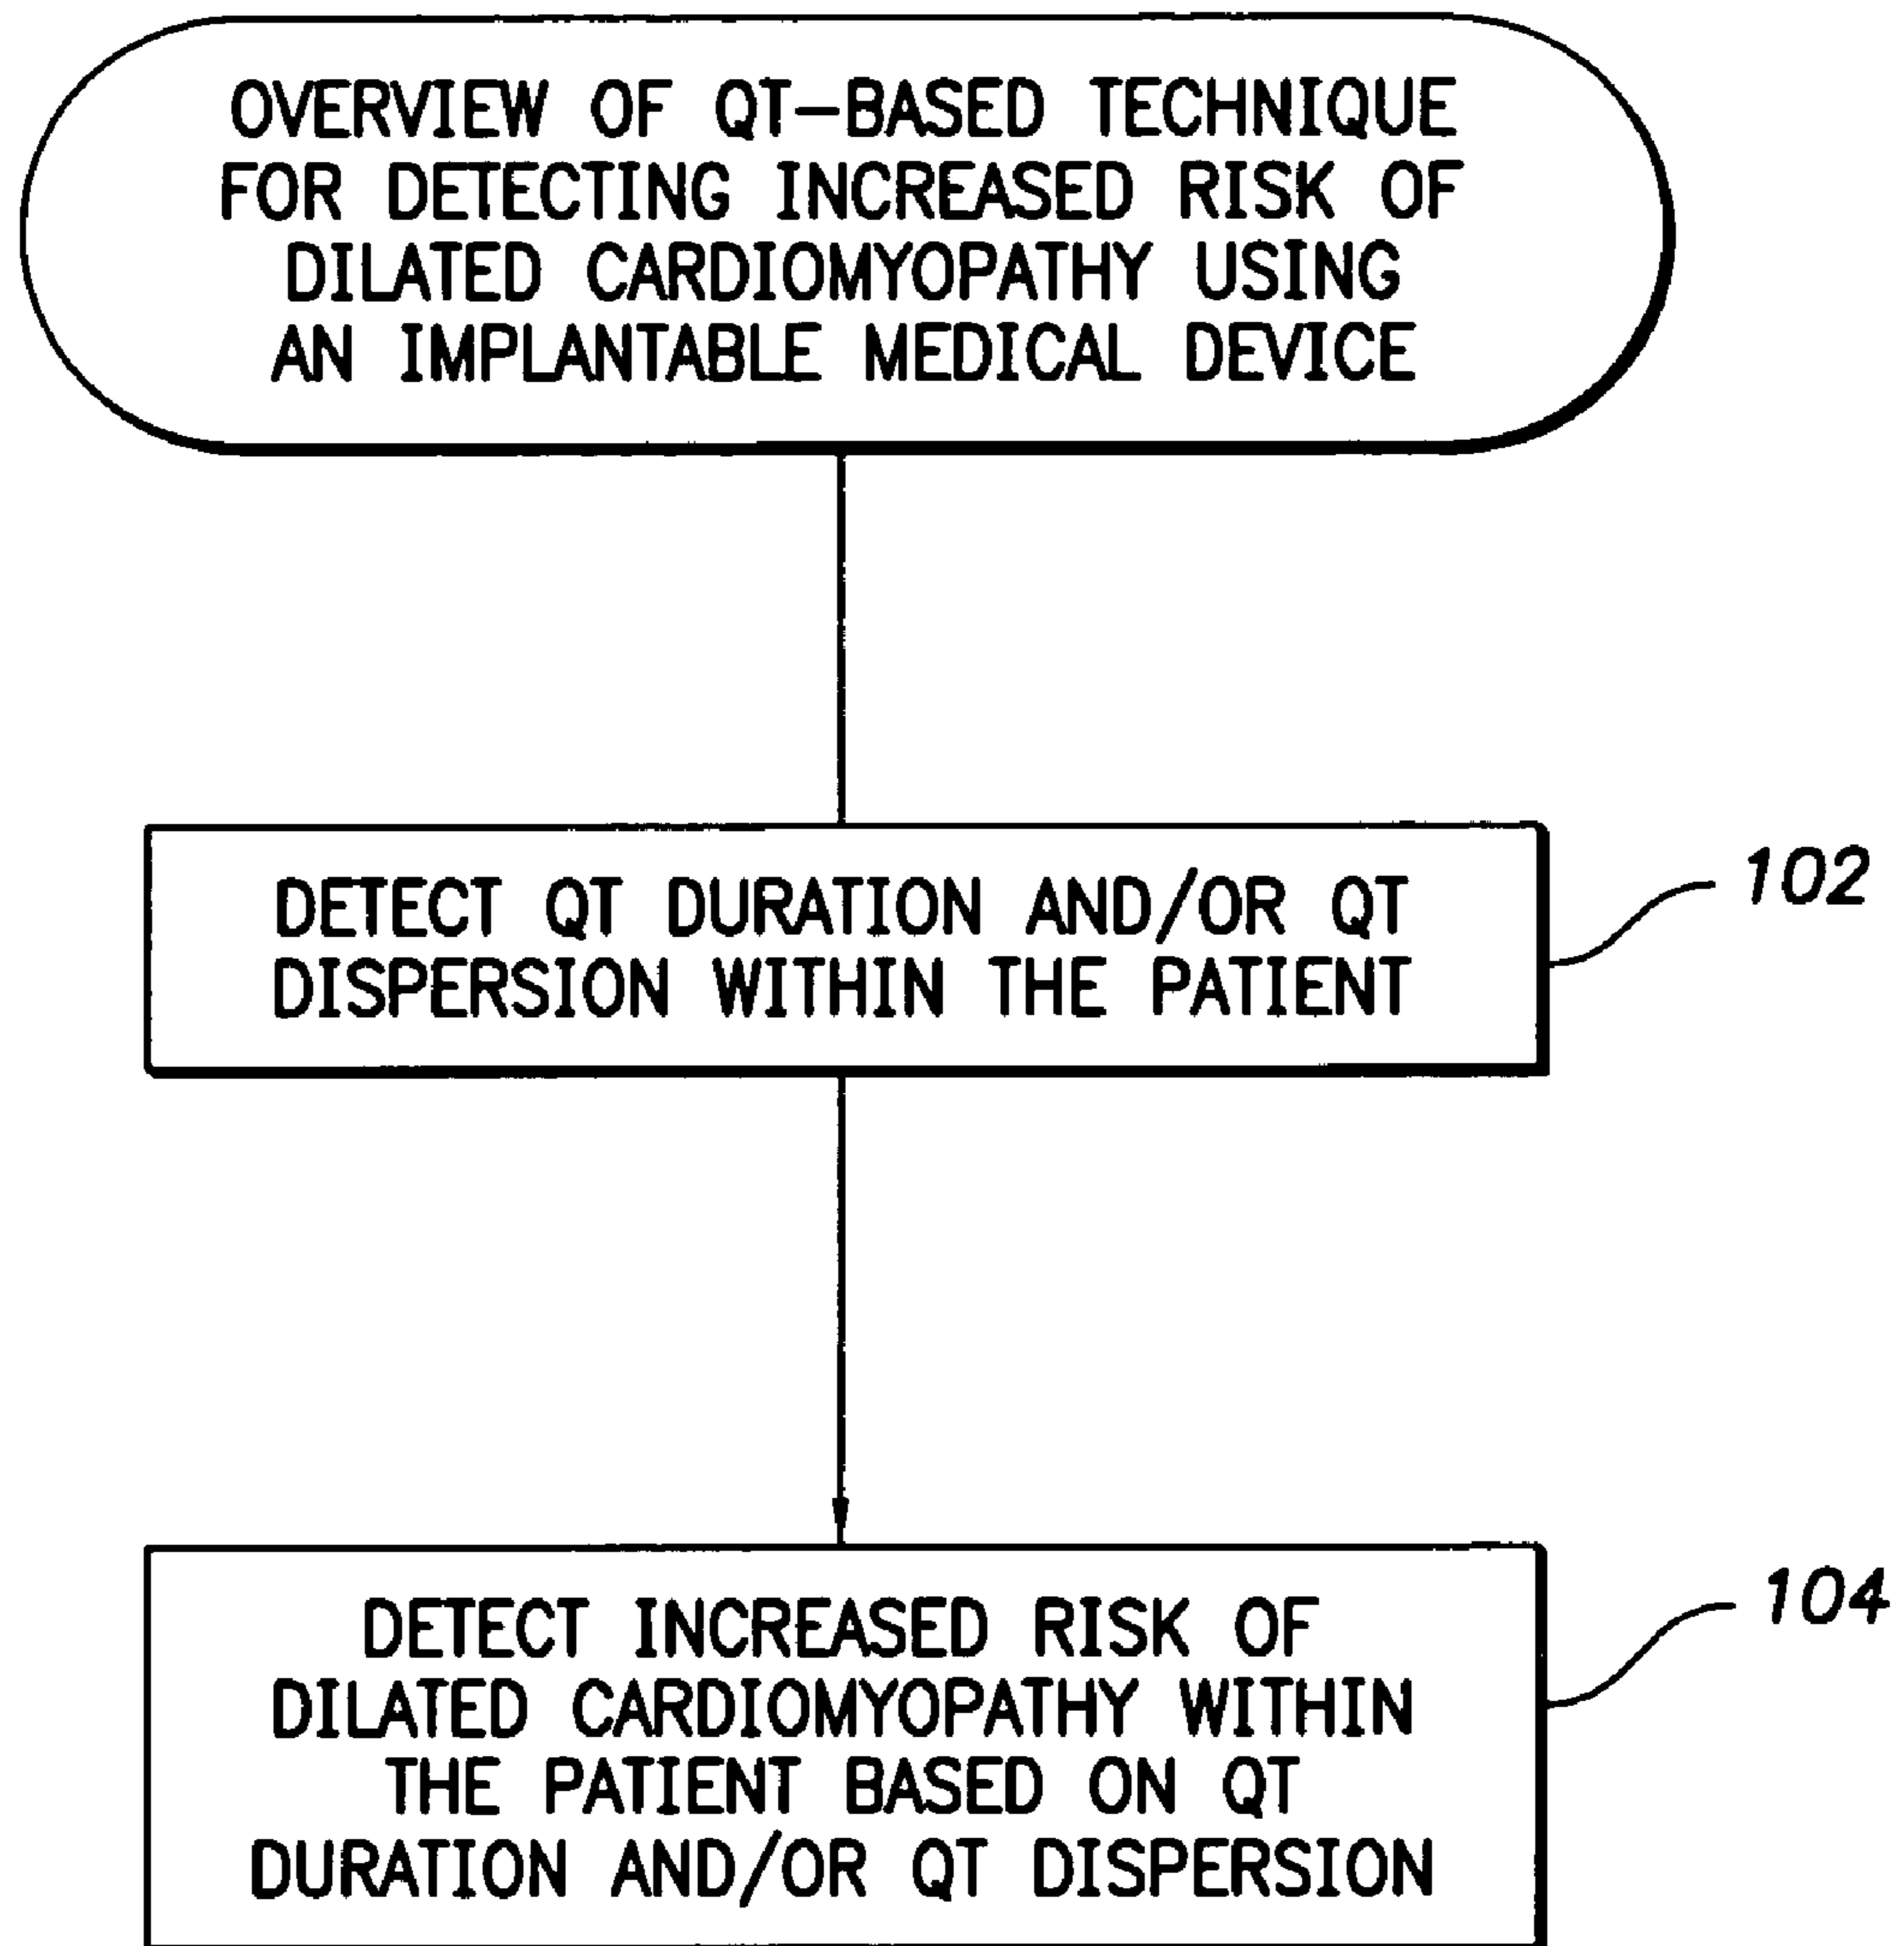 OVERVIEW OF QT-BASED TECHNIQUE
FOR DETECTING INCREASED RISK OF
DILATED CARDIOMYOPATHY USING
AN IMPLANTABLE MEDICAL DEVICE
DETECT QT DURATION AND/OR QT
DISPERSION WITHIN THE PATIENT
102
DETECT INCREASED RISK OF
DILATED CARDIOMYOPATHY WITHIN
THE PATIENT BASED ON QT
DURATION AND/OR QT DISPERSION
104